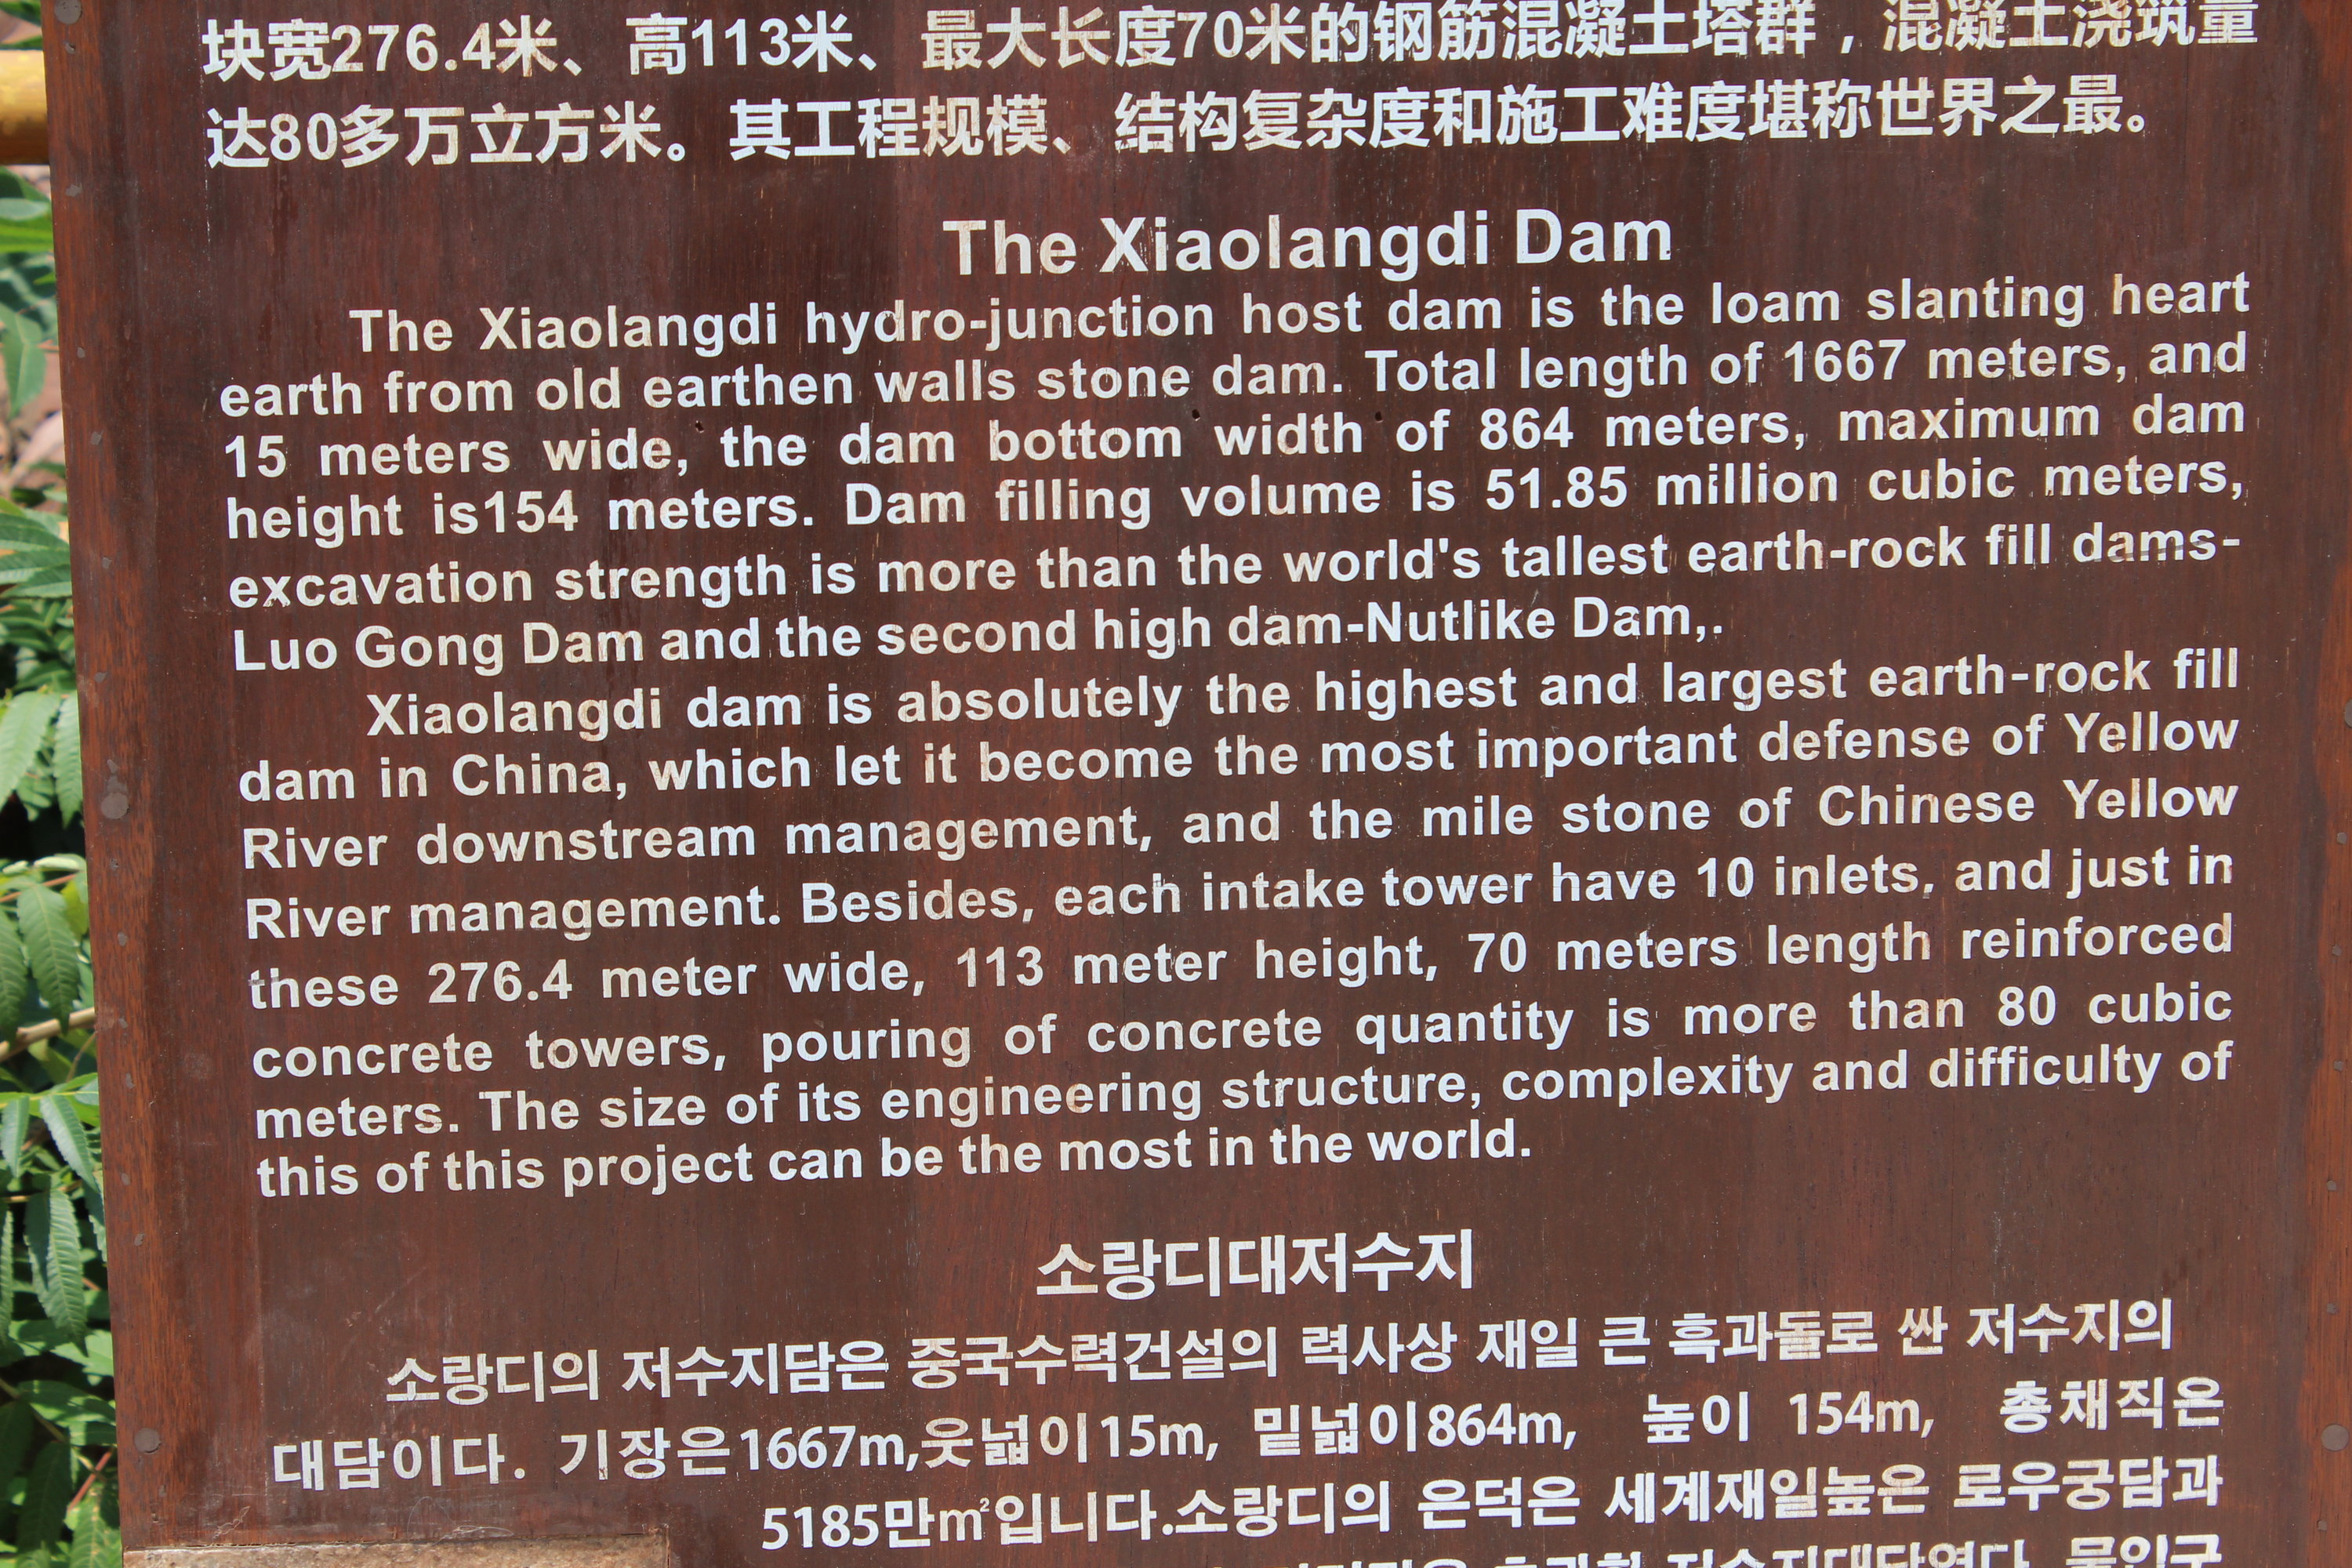 块宽276.4米、高113米、最大长度70米的钢筋混凝土塔群，混凝土浇筑量
达80多万立方米。其工程规模、结构复杂度和施工难度堪称世界之最。
The Xiaolangdi Dam
The Xiaolangdi hydro-junction host dam is the loam slanting heart
earth from old earthen walls stone dam. Total length of 1667 meters, and
15 meters wide, the dam bottom width of 864 meters, maximum dam
height is154 meters. Dam filling volume is 51.85 million cubic meters,
excavation strength is more than the world's tallest earth-rock fill dams-
Luo Gong Dam and the second high dam-Nutlike Dam,.
Xiaolangdi dam is absolutely the highest and largest earth-rock fill
dam in China, which let it become the most important defense of Yellow
River downstream management, and the mile stone of Chinese Yellow
River management. Besides, each intake tower have 10 inlets, and just in
these 276.4 meter wide, 113 meter height, 70 meters length reinforced
concrete towers, pouring of concrete quantity is more than 80 cubic
meters. The size of its engineering structure, complexity and difficulty of
this of this project can be the most in the world.
소랑디대저수지
소랑디의 저수지담은 중국수력건설의 력사상 재일 큰 흑과돌로 싼 저수지의
대담이다. 기장은1667m,웃넓이15m, 밑넓이864m, 높이 154m, 총채직은
5185만㎡입니다.소랑디의 은덕은 세계재일높은 로우궁담과